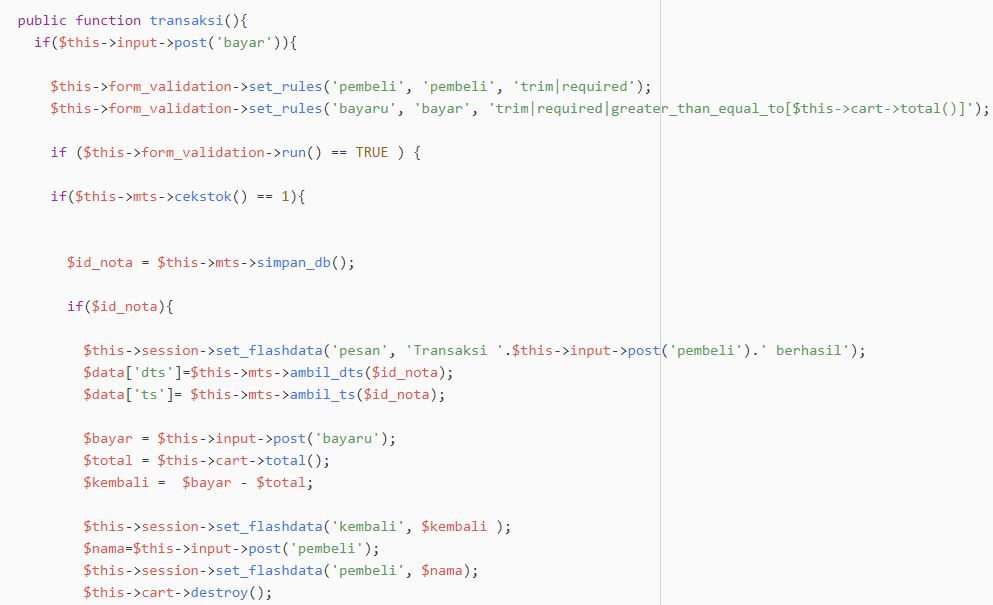 public function transaksi(){
if($this->input->post('bayar')){
$this->form_validation->set_rules('pembeli', 'pembeli', 'trim|required');
$this->form_validation->set_rules('bayaru', 'bayar', 'trim|required|greater_than_equal_to[$this->cart->total()]');
if ($this->form_validation->run() == TRUE ) {
if($this->mts->cekstok() == 1){
$id_nota = $this->mts->simpan_db();
if($id_nota){
$this->session->set_flashdata('pesan', 'Transaksi '.$this->input->post('pembeli').' berhasil');
$data['dts']=$this->mts->ambil_dts($id_nota);
$data['ts']= $this->mts->ambil_ts($id_nota);
$bayar = $this->input->post('bayaru');
$total = $this->cart->total();
$kembali =  $bayar - $total;
$this->session->set_flashdata('kembali', $kembali );
$nama=$this->input->post('pembeli');
$this->session->set_flashdata('pembeli', $nama);
$this->cart->destroy();